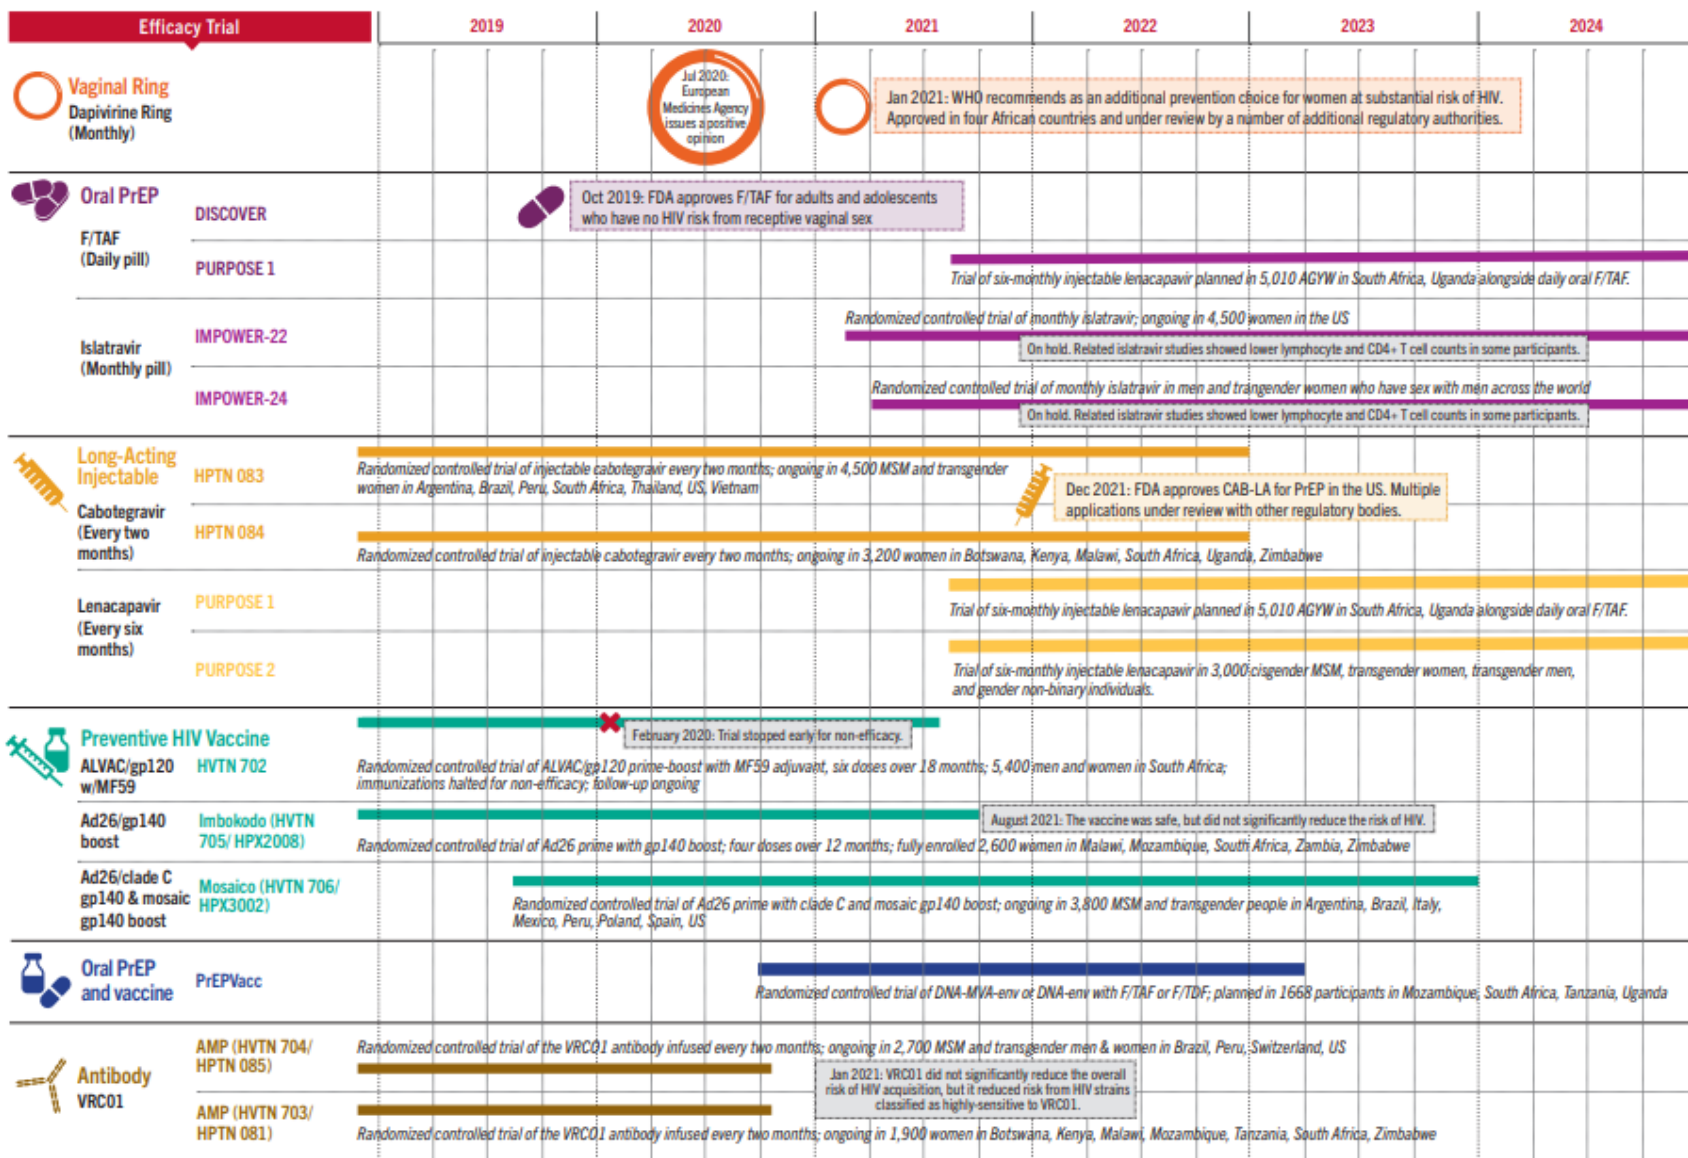 Efficacy Trial
2019
2020
2021
2022
2023
2024
Vaginal Ring
Dapivirine Ring
(Monthly)
Jul 2020:
European
Medicines Agency
issues a positive
opinion
Jan 2021: WHO recommends as an additional prevention choice for women at substantial risk of HIV.
Approved in four African countries and under review by a number of additional regulatory authorities.
Oral PrEP
F/TAF
(Daily pill)
DISCOVER
Oct 2019: FDA approves F/TAF for adults and adolescents
who have no HIV risk from receptive vaginal sex
PURPOSE 1
Trial of six-monthly injectable lenacapavir planned in 5,010 AGYW in South Africa, Uganda alongside daily oral F/TAF.
Islatravir
(Monthly pill)
IMPOWER-22
Randomized controlled trial of monthly islatravir; ongoing in 4,500 women in the US
On hold. Related islatravir studies showed lower lymphocyte and CD4+ T cell counts in some participants.
IMPOWER-24
Randomized controlled trial of monthly islatravir in men and trangender women who have sex with men across the world
On hold. Related islatravir studies showed lower lymphocyte and CD4+ T cell counts in some participants.
Long-Acting
Injectable
Cabotegravir
(Every two
months)
HPTN 083
Randomized controlled trial of injectable cabotegravir every two months; ongoing in 4,500 MSM and transgender
women in Argentina, Brazil, Peru, South Africa, Thailand, US, Vietnam
Dec 2021: FDA approves CAB-LA for PrEP in the US. Multiple
applications under review with other regulatory bodies.
HPTN 084
Randomized controlled trial of injectable cabotegravir every two months; ongoing in 3,200 women in Botswana, Kenya, Malawi, South Africa, Uganda, Zimbabwe
Lenacapavir
(Every six
months)
PURPOSE 1
Trial of six-monthly injectable lenacapavir planned in 5,010 AGYW in South Africa, Uganda alongside daily oral F/TAF.
PURPOSE 2
Trial of six-monthly injectable lenacapavir in 3,000 cisgender MSM, transgender women, transgender men,
and gender non-binary individuals.
Preventive HIV Vaccine
ALVAC/gp120
w/MF59
HVTN 702
February 2020: Trial stopped early for non-efficacy.
Randomized controlled trial of ALVAC/gp120 prime-boost with MF59 adjuvant, six doses over 18 months; 5,400 men and women in South Africa;
immunizations halted for non-efficacy; follow-up ongoing
Ad26/gp140
boost
Imbokodo (HVTN
705/ HPX2008)
August 2021: The vaccine was safe, but did not significantly reduce the risk of HIV.
Randomized controlled trial of Ad26 prime with gp140 boost; four doses over 12 months; fully enrolled 2,600 women in Malawi, Mozambique, South Africa, Zambia, Zimbabwe
Ad26/clade C
gp140 & mosaic
gp140 boost
Mosaico (HVTN 706/
HPX3002)
Randomized controlled trial of Ad26 prime with clade C and mosaic gp140 boost; ongoing in 3,800 MSM and transgender people in Argentina, Brazil, Italy,
Mexico, Peru, Poland, Spain, US
Oral PrEP
and vaccine
PrEPVacc
Randomized controlled trial of DNA-MVA-env or DNA-env with F/TAF or F/TDF; planned in 1668 participants in Mozambique, South Africa, Tanzania, Uganda
Antibody
VRC01
AMP (HVTN 704/
HPTN 085)
Randomized controlled trial of the VRC01 antibody infused every two months; ongoing in 2,700 MSM and transgender men & women in Brazil, Peru, Switzerland, US
Jan 2021: VRC01 did not significantly reduce the overall
risk of HIV acquisition, but it reduced risk from HIV strains
classified as highly-sensitive to VRC01.
AMP (HVTN 703/
HPTN 081)
Randomized controlled trial of the VRC01 antibody infused every two months; ongoing in 1,900 women in Botswana, Kenya, Malawi, Mozambique, Tanzania, South Africa, Zimbabwe